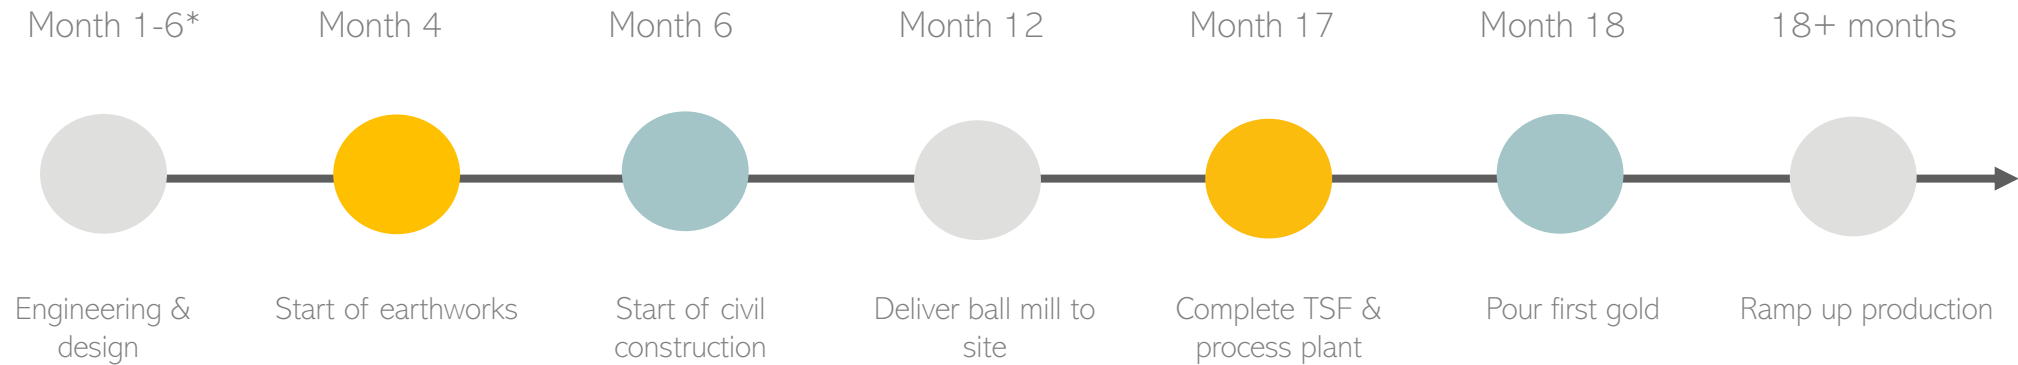 Month 1-6*
Month 4
Month 6
Month 12
Month 17
Month 18
18+ months
Engineering &
design
Start of earthworks
Start of civil
construction
Deliver ball mill to
site
Complete TSF &
process plant
Pour first gold
Ramp up production